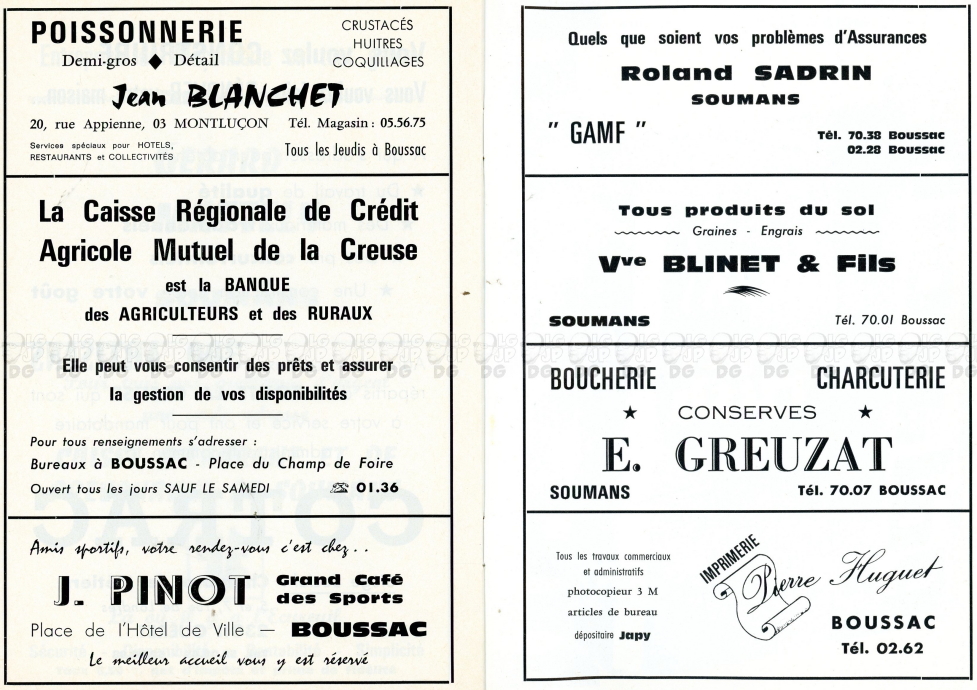 POISSONNERIE
Demi-gros ◆ Détail
CRUSTACÉS
HUITRES
COQUILLAGES
Jean BLANCHET
20, rue Appienne, 03 MONTLUÇON Tél. Magasin : 05.56.75
Services spéciaux pour HOTELS,
RESTAURANTS et COLLECTIVITÉS
Tous les Jeudis à Boussac
La Caisse Régionale de Crédit
Agricole Mutuel de la Creuse
est la BANQUE
des AGRICULTEURS et des RURAUX
Elle peut vous consentir des prêts et assurer
la gestion de vos disponibilités
Pour tous renseignements s'adresser :
Bureaux à BOUSSAC - Place du Champ de Foire
Ouvert tous les jours SAUF LE SAMEDI ☎ 01.36
Amis sportifs, votre rendez-vous c'est chez . .
J. PINOT
Grand Café
des Sports
Place de l'Hôtel de Ville — BOUSSAC
Le meilleur accueil vous y est réservé
Quels que soient vos problèmes d'Assurances
Roland SADRIN
SOUMANS
" GAMF "
Tél. 70.38 Boussac
02.28 Boussac
Tous produits du sol
Graines - Engrais
Vve BLINET & Fils
SOUMANS Tél. 70.01 Boussac
BOUCHERIE CHARCUTERIE
★ CONSERVES ★
E. GREUZAT
SOUMANS Tél. 70.07 BOUSSAC
Tous les travaux commerciaux
et administratifs
photocopieur 3 M
articles de bureau
dépositaire Japy
IMPRIMERIE
Pierre Huguet
BOUSSAC
Tél. 02.62